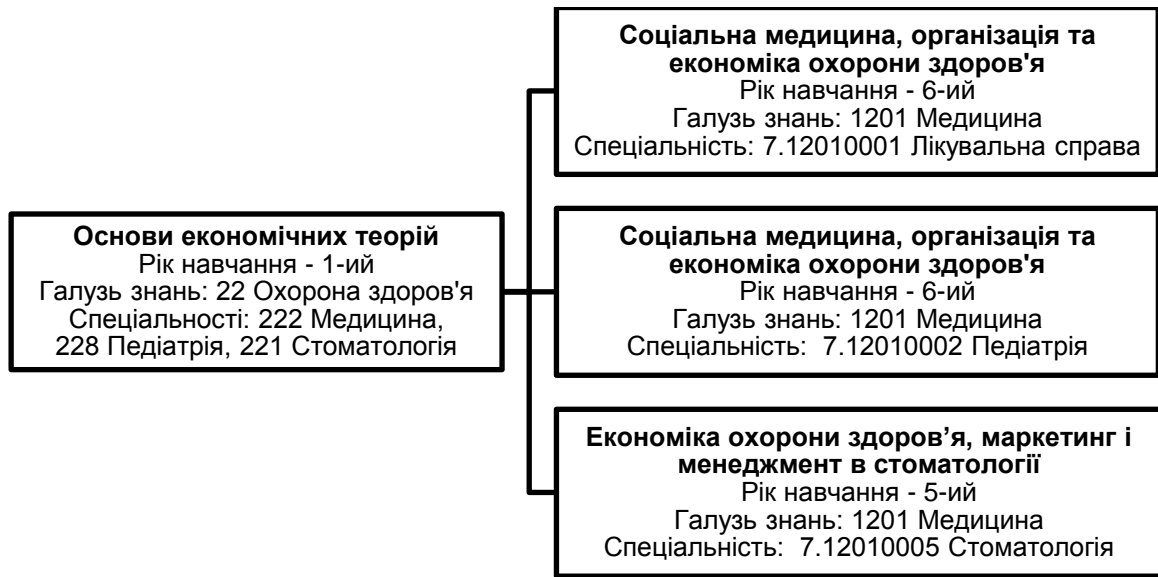 Соціальна медицина, організація та
економіка охорони здоров'я
Рік навчання - 6-ий
Галузь знань: 1201 Медицина
Спеціальність: 7.12010001 Лікувальна справа
Основи економічних теорій
Рік навчання - 1-ий
Галузь знань: 22 Охорона здоров'я
Спеціальності: 222 Медицина,
228 Педіатрія, 221 Стоматологія
Соціальна медицина, організація та
економіка охорони здоров'я
Рік навчання - 6-ий
Галузь знань: 1201 Медицина
Спеціальність: 7.12010002 Педіатрія
Економіка охорони здоров’я, маркетинг і
менеджмент в стоматології
Рік навчання - 5-ий
Галузь знань: 1201 Медицина
Спеціальність: 7.12010005 Стоматологія